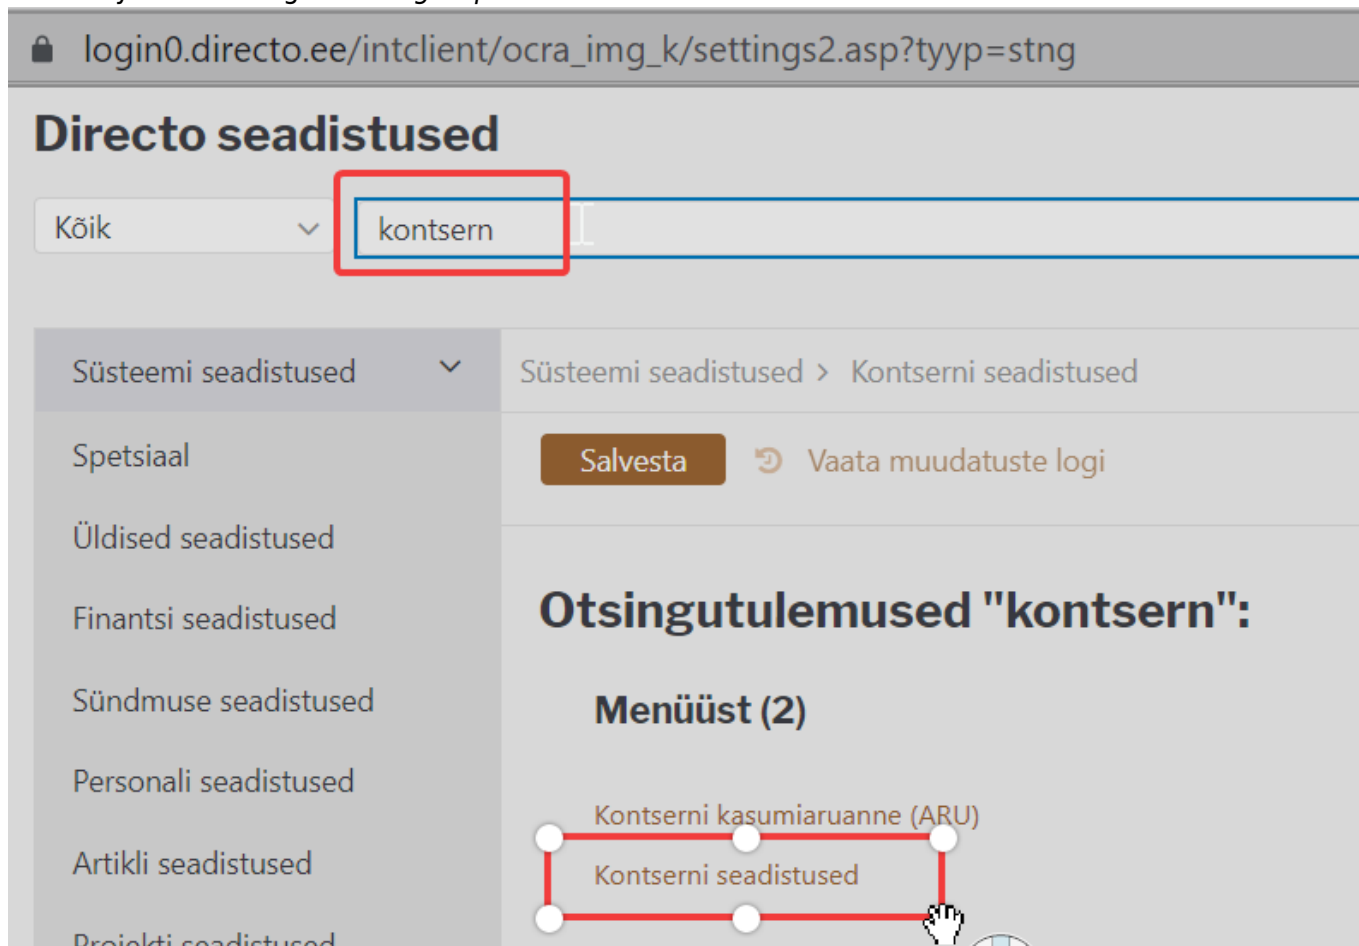 login0.directo.ee/intclient/ocra_img_k/settings2.asp?tyyp=stng
Directo seadistused
Kõik
kontsern
Süsteemi seadistused
Süsteemi seadistused > Kontserni seadistused
Spetsiaal
Salvesta
Vaata muudatuste logi
Üldised seadistused
Finantsi seadistused
Otsingutulemused "kontsern":
Sündmuse seadistused
Menüüst (2)
Personali seadistused
Kontserni kasumiaruanne (ARU)
Artikli seadistused
Kontserni seadistused
Projekti seadistused